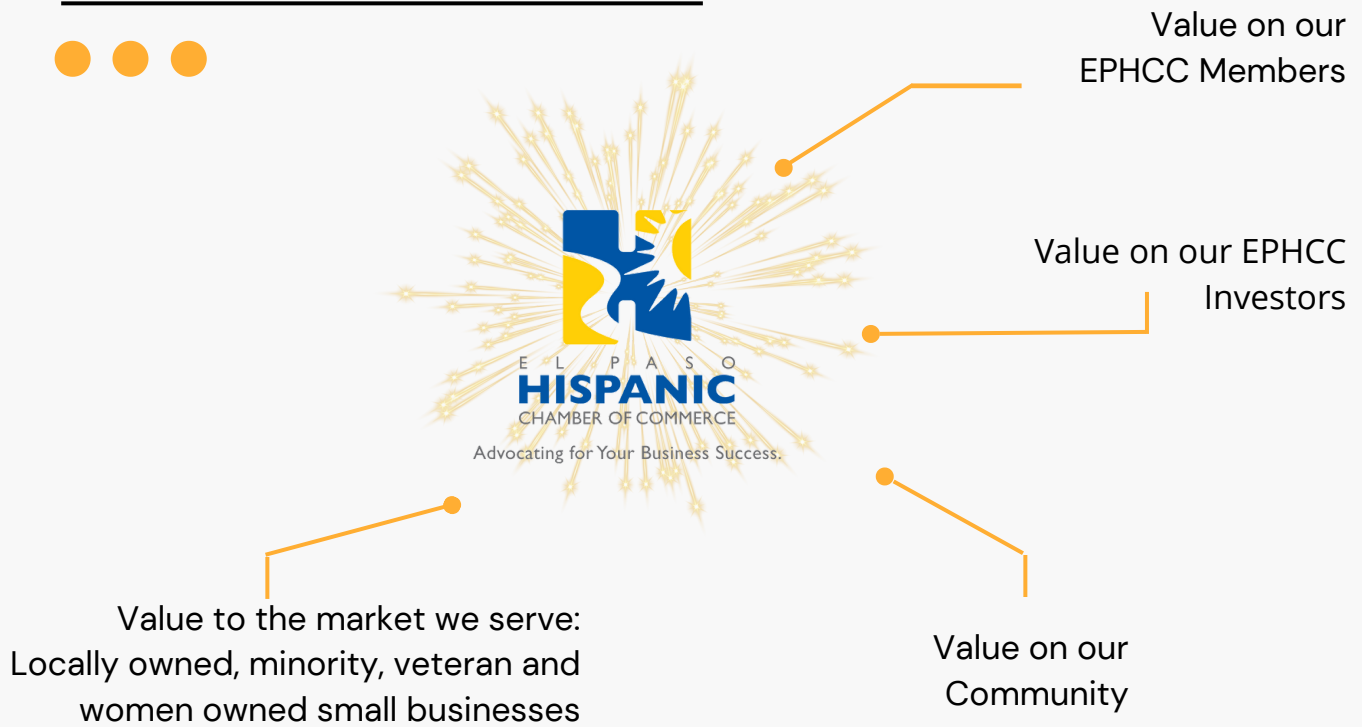 Value on our
EPHCC Members
Value on our EPHCC
Investors
EL PASO
HISPANIC
CHAMBER OF COMMERCE
Advocating for Your Business Success.
Value to the market we serve:
Locally owned, minority, veteran and
women owned small businesses
Value on our
Community